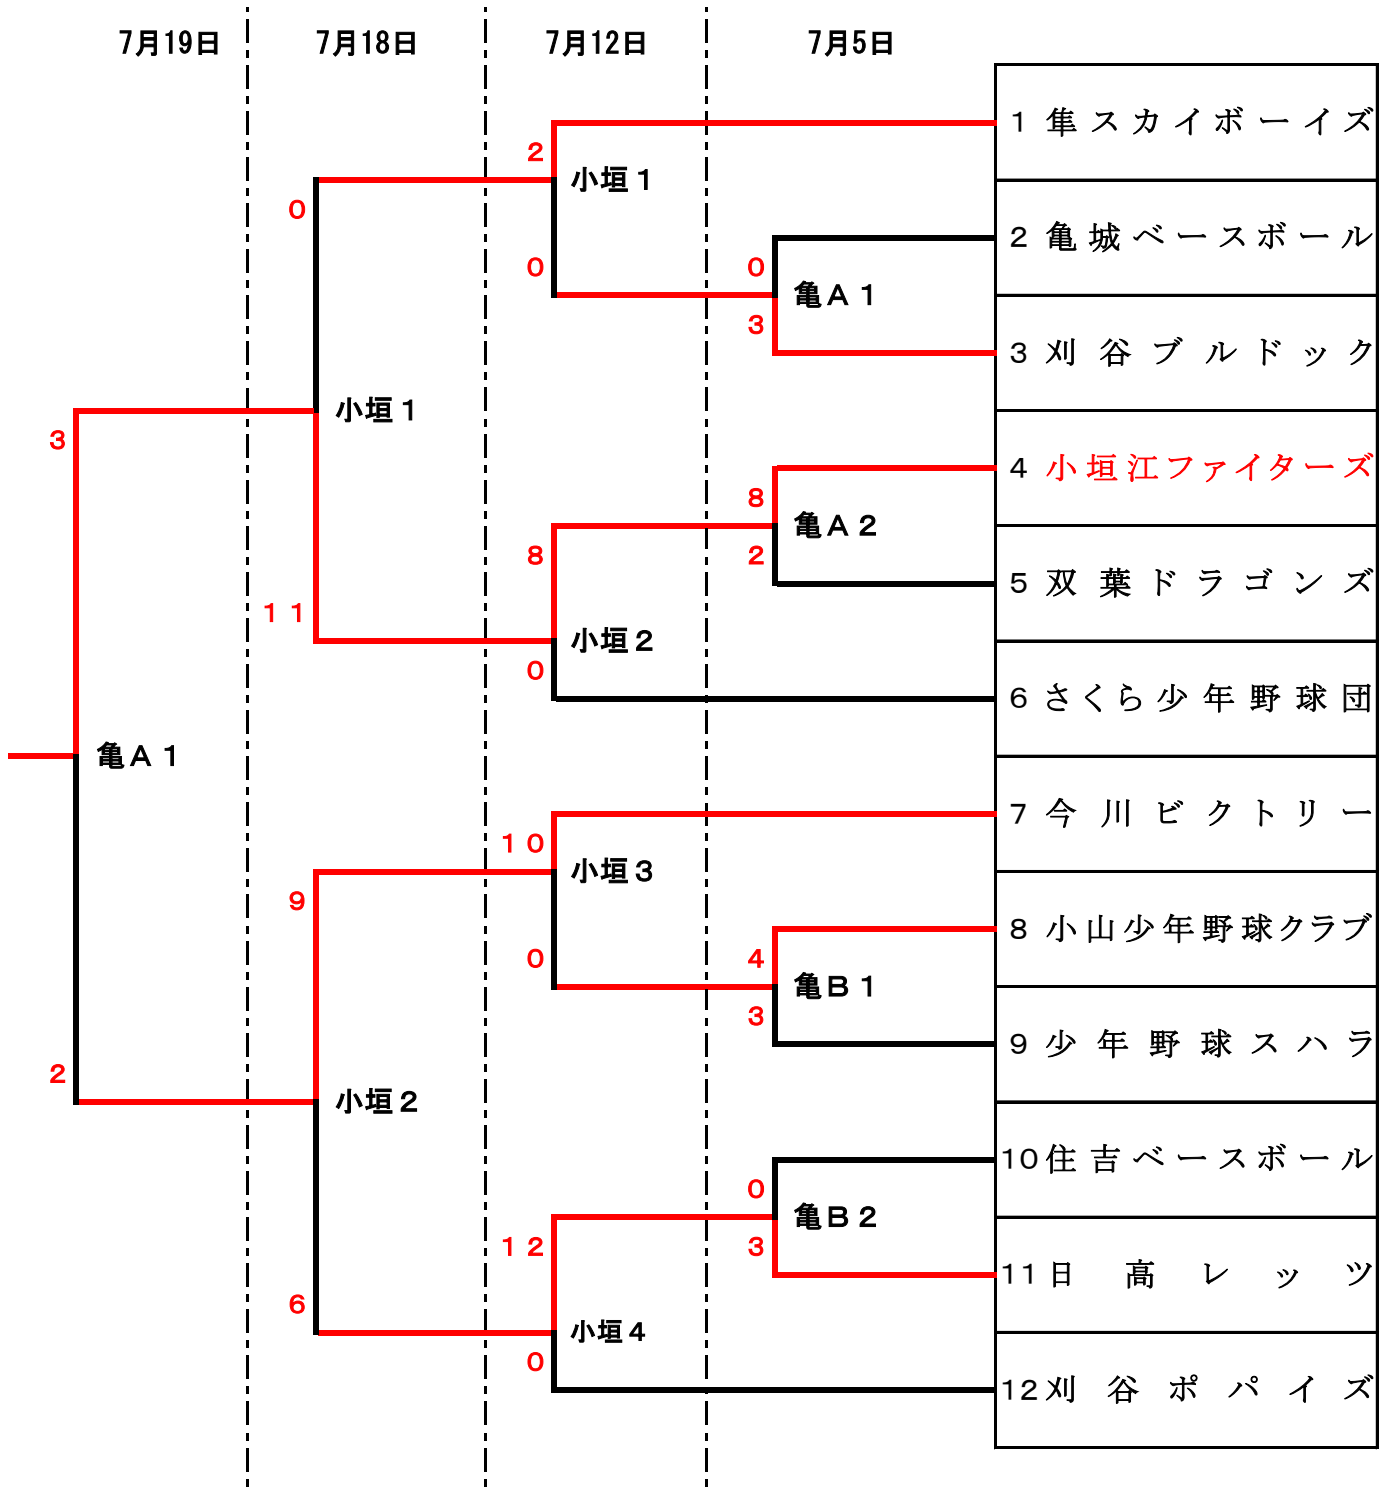 7月19日 7月18日 7月12日 7月5日
1 隼スカイボーイズ
2
小垣1
0
2 亀城ベースボール
0
0
亀A1
3
3 刈谷ブルドック
小垣1
3
4 小垣江ファイターズ
8
亀A2
8
2
5 双葉ドラゴンズ
11
小垣2
0
6 さくら少年野球団
亀A1
7 今川ビクトリー
10
小垣3
9
8 小山少年野球クラブ
0
4
亀B1
3
9 少年野球スハラ
2
小垣2
10 住吉ベースボール
0
亀B2
12
3
11 日高レッツ
6
小垣4
0
12 刈谷ポパイズ